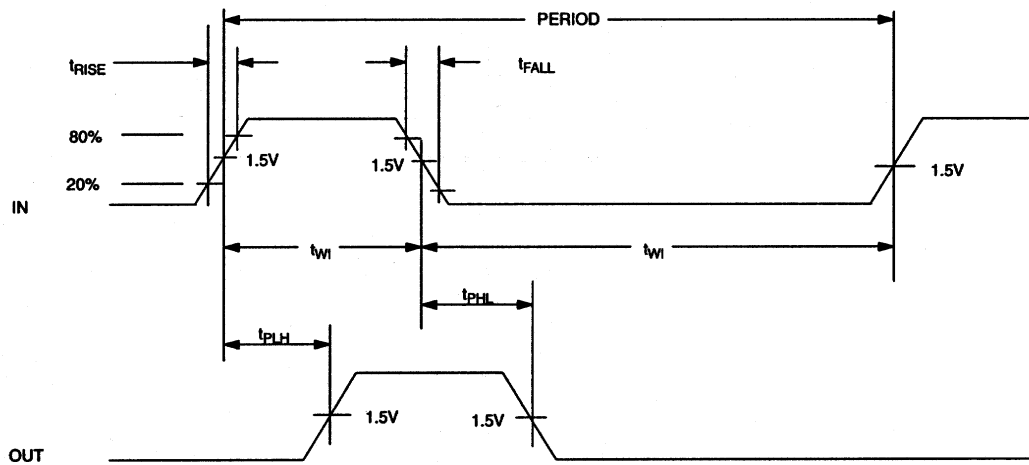 PERIOD
tRISE
tFALL
80%
1.5V
1.5V
1.5V
20%
IN
tWI
tWI
tPHL
tPLH
1.5V
1.5V
OUT